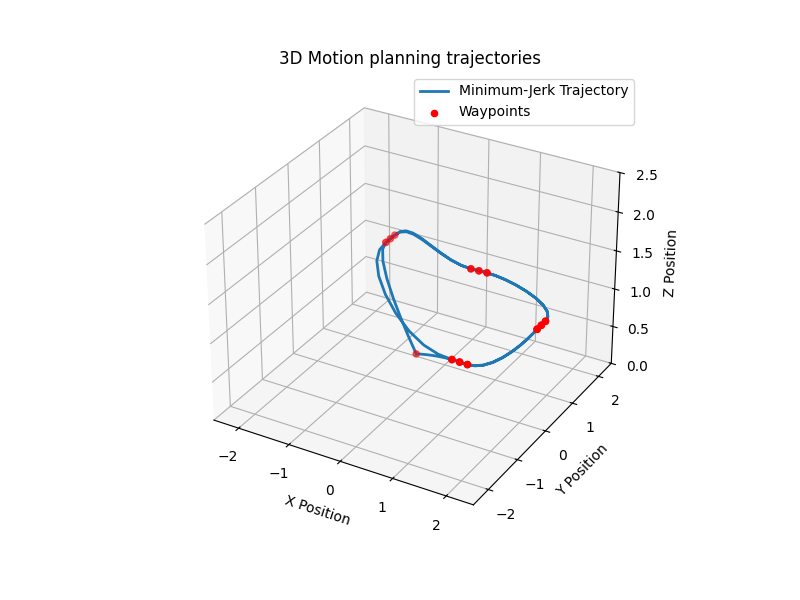 3D Motion planning trajectories
Minimum-Jerk Trajectory
Waypoints
2.5
2.0
1.5
1.0
0.5
0.0
Z Position
2
1
0
−1
−2
Y Position
−2
−1
0
1
2
X Position